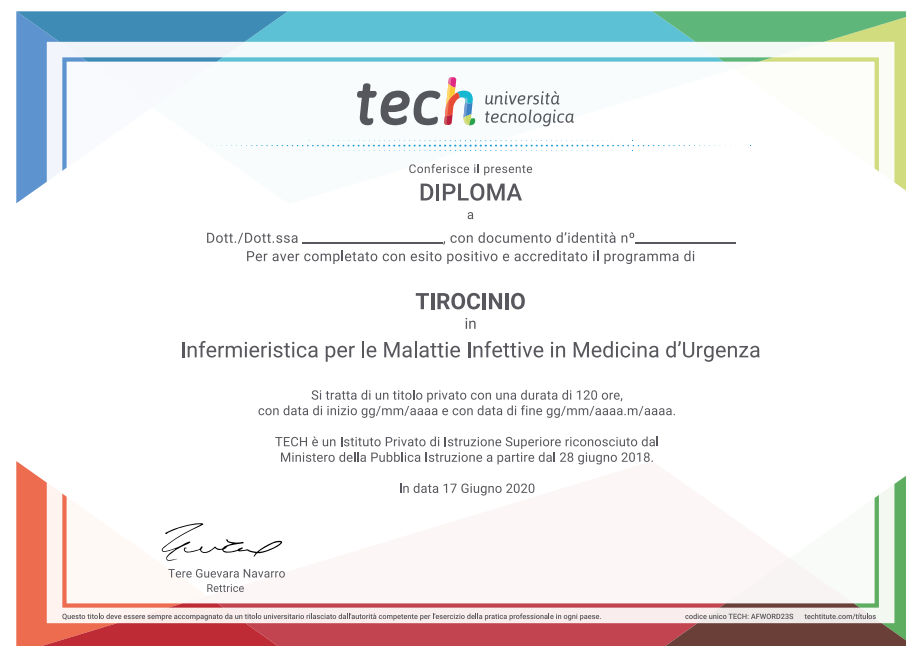 tech università
tecnologica
Conferisce il presente
DIPLOMA
a
Dott./Dott.ssa ____________________, con documento d'identità nº______________
Per aver completato con esito positivo e accreditato il programma di
TIROCINIO
in
Infermieristica per le Malattie Infettive in Medicina d'Urgenza
Si tratta di un titolo privato con una durata di 120 ore,
con data di inizio gg/mm/aaaa e con data di fine gg/mm/aaaa.m/aaaa.
TECH è un Istituto Privato di Istruzione Superiore riconosciuto dal
Ministero della Pubblica Istruzione a partire dal 28 giugno 2018.
In data 17 Giugno 2020
Tere Guevara Navarro
Rettrice
Questo titolo deve essere sempre accompagnato da un titolo universitario rilasciato dall'autorità competente per l'esercizio della pratica professionale in ogni paese. codice unico TECH: AFWORD23S techtitute.com/titulos